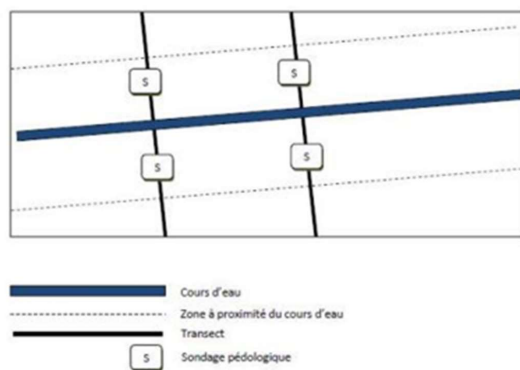 S
S
S
S
Cours d'eau
Zone à proximité du cours d'eau
Transect
S Sondage pédologique